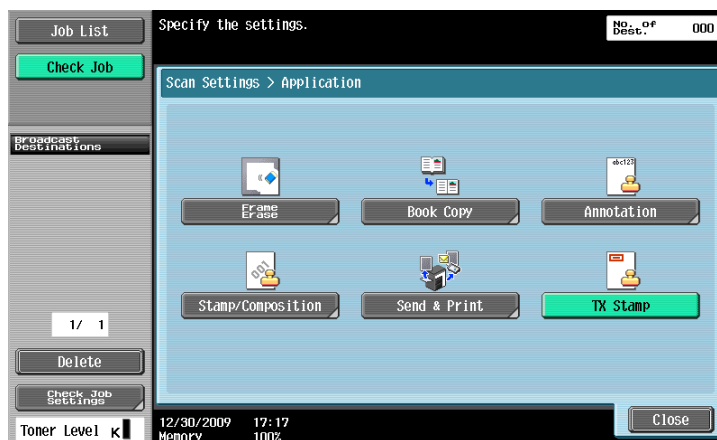 Job List
Check Job
Broadcast
Destinations
1/ 1
Delete
Check Job
Settings
Toner Level K
Specify the settings.
No. of
Dest. 000
Scan Settings > Application
Frame
Erase
Book Copy
abc123
Annotation
001
Stamp/Composition
Send & Print
TX Stamp
Close
12/30/2009 17:17
Memory 100%